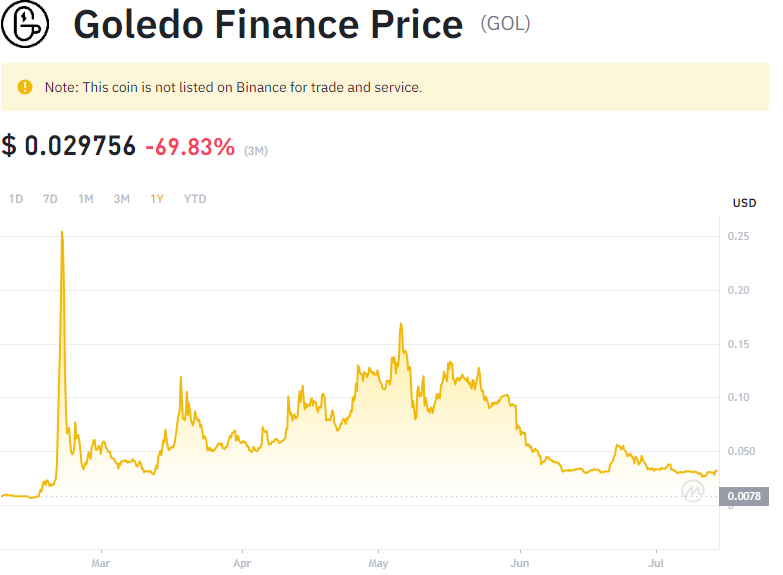 Goledo Finance Price (GOL)
Note: This coin is not listed on Binance for trade and service.
$ 0.029756 -69.83% (3M)
1D 7D 1M 3M 1Y YTD
USD
0.25
0.20
0.15
0.10
0.050
0.0078
0
Mar Apr May Jun Jul